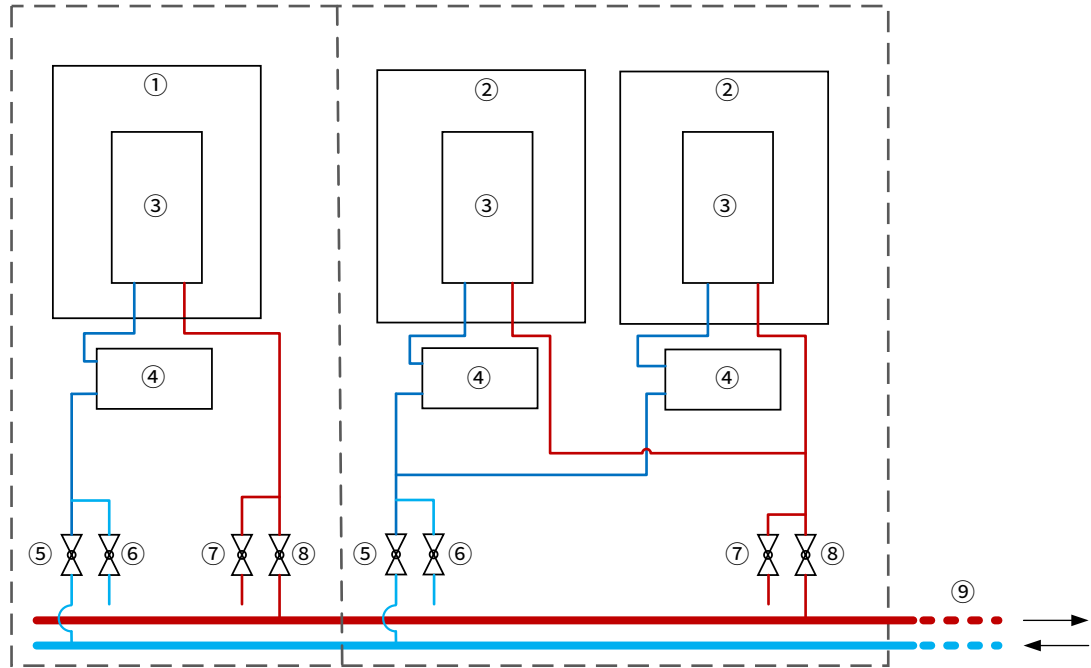 ① ② ②
③ ③ ③
④ ④ ④
⑤ ⑥ ⑦ ⑧ ⑤ ⑥ ⑦ ⑧
⑨